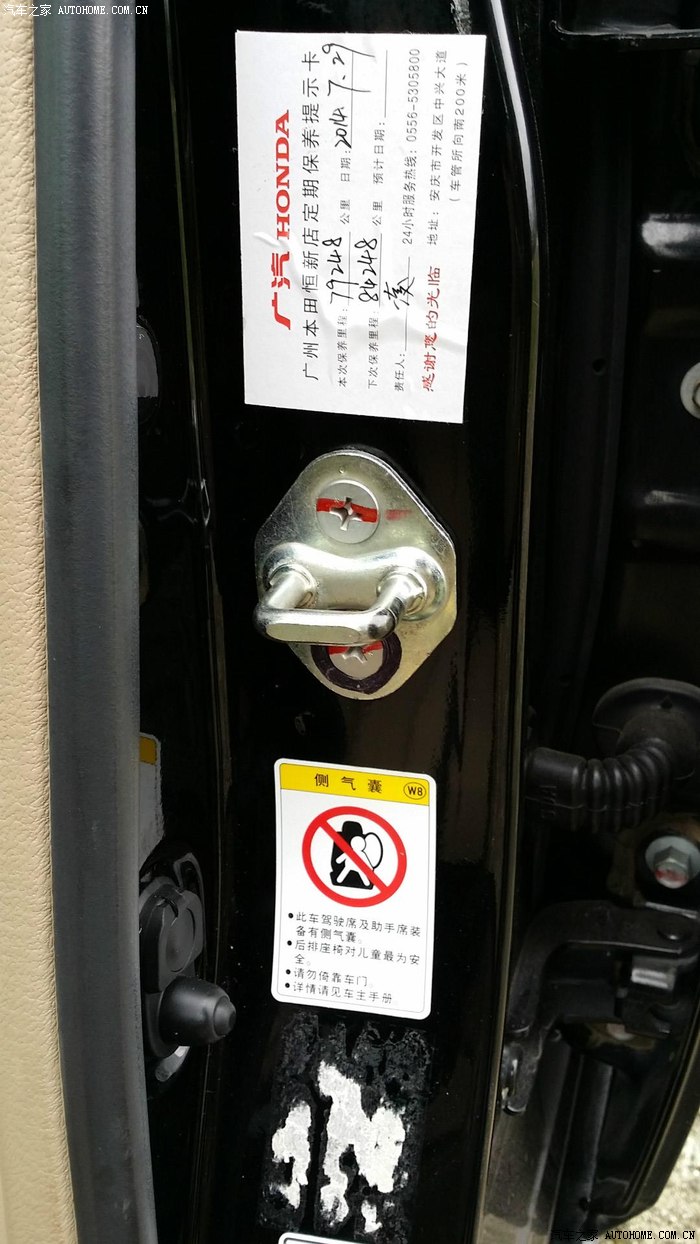 汽车之家 AUTOHOME.COM.CN
广汽 HONDA
广州本田恒新店定期保养提示卡
本次保养里程: 79248 公里 日期: 2014. 7. 29
下次保养里程: 84248 公里 预计日期:
责任人: 24小时服务热线: 0556-5305800
感谢您的光临 地址: 安庆市开发区中兴大道
(车管所向南200米)
侧气囊 W8
●此车驾驶席及助手席装
备有侧气囊。
●后排座椅对儿童最为安
全。
●请勿倚靠车门。
●详情请见车主手册
汽车之家 AUTOHOME.COM.CN